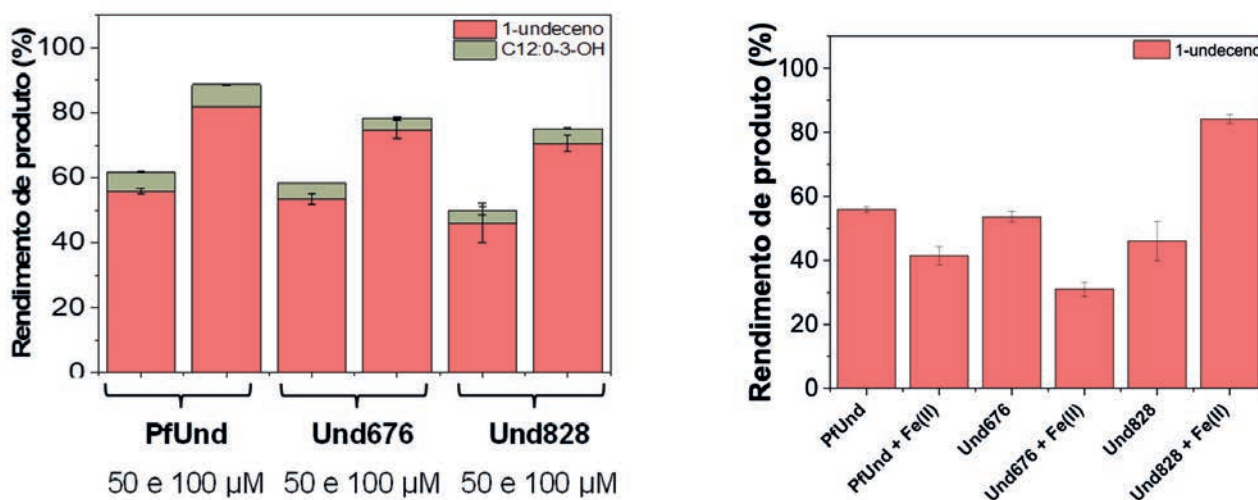 Rendimento de produto (%)
100
80
60
40
20
0
1-undeceno
C12:0-3-OH
PfUnd
Und676
Und828
50 e 100 µM
50 e 100 µM
50 e 100 µM
Rendimento de produto (%)
100
80
60
40
20
0
1-undeceno
PfUnd
PfUnd + Fe(II)
Und676
Und676 + Fe(II)
Und828
Und828 + Fe(II)